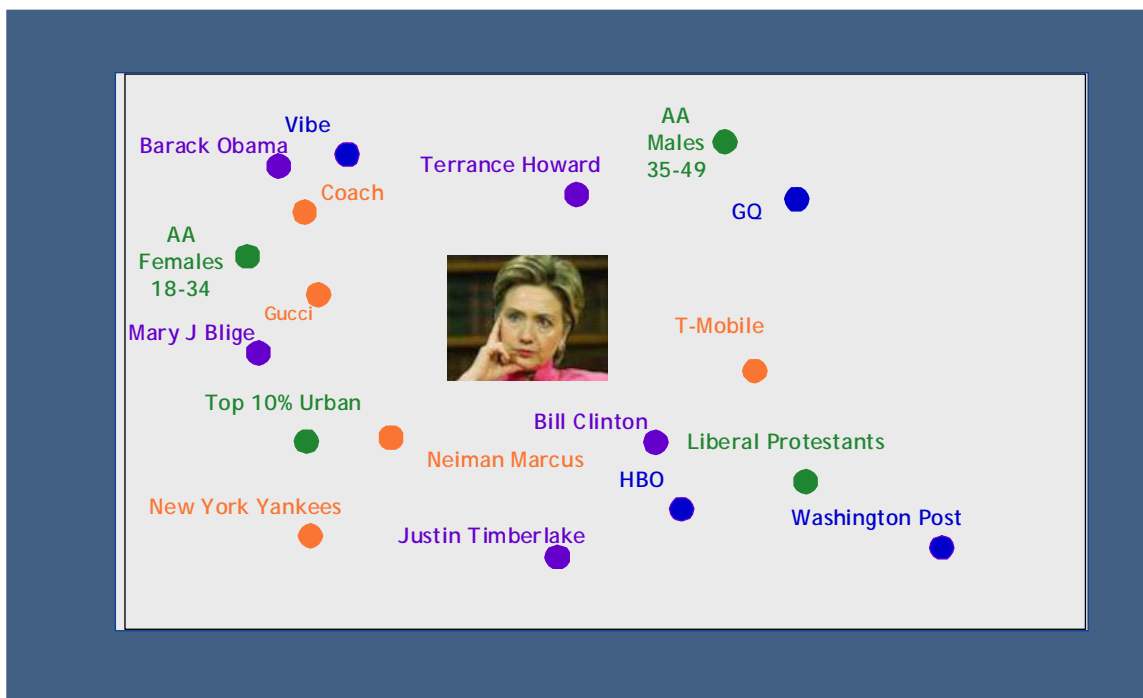 Vibe
Barack Obama
Coach
AA
Females
18-34
Gucci
Mary J Blige
Top 10% Urban
Neiman Marcus
New York Yankees
Terrance Howard
AA
Males
35-49
GQ
T-Mobile
Bill Clinton
Liberal Protestants
HBO
Washington Post
Justin Timberlake